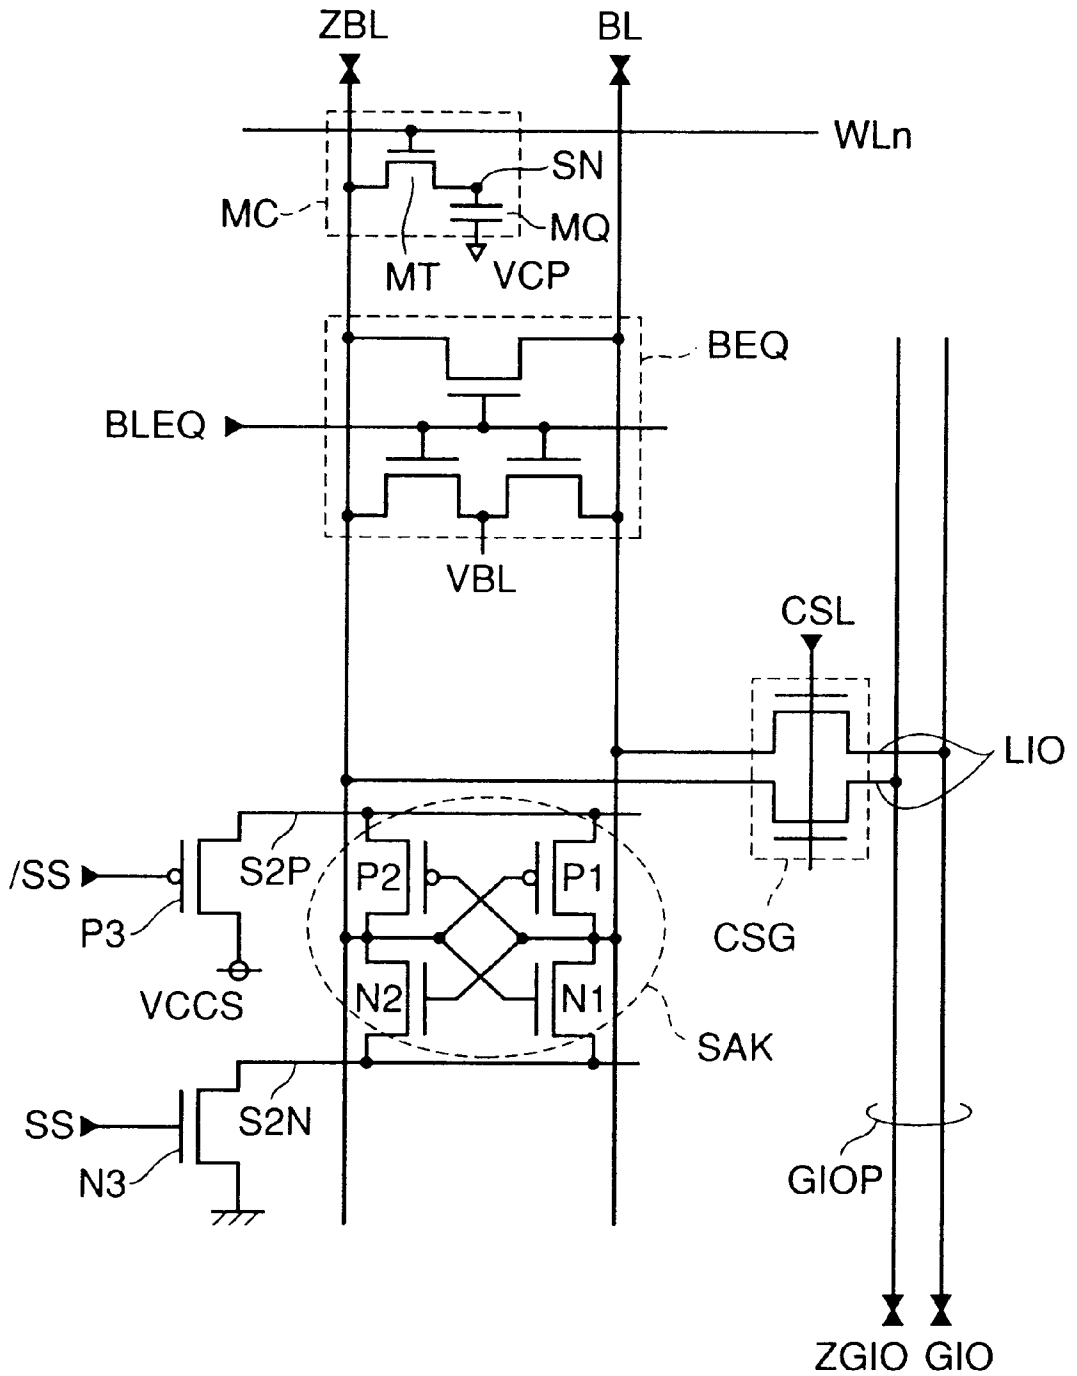 ZBL
BL
WLn
SN
MC
MQ
MT
VCP
BEQ
BLEQ
VBL
CSL
LIO
/SS
S2P
P2
P1
P3
CSG
VCCS
N2
N1
SAK
SS
S2N
N3
GIOP
ZGIO
GIO